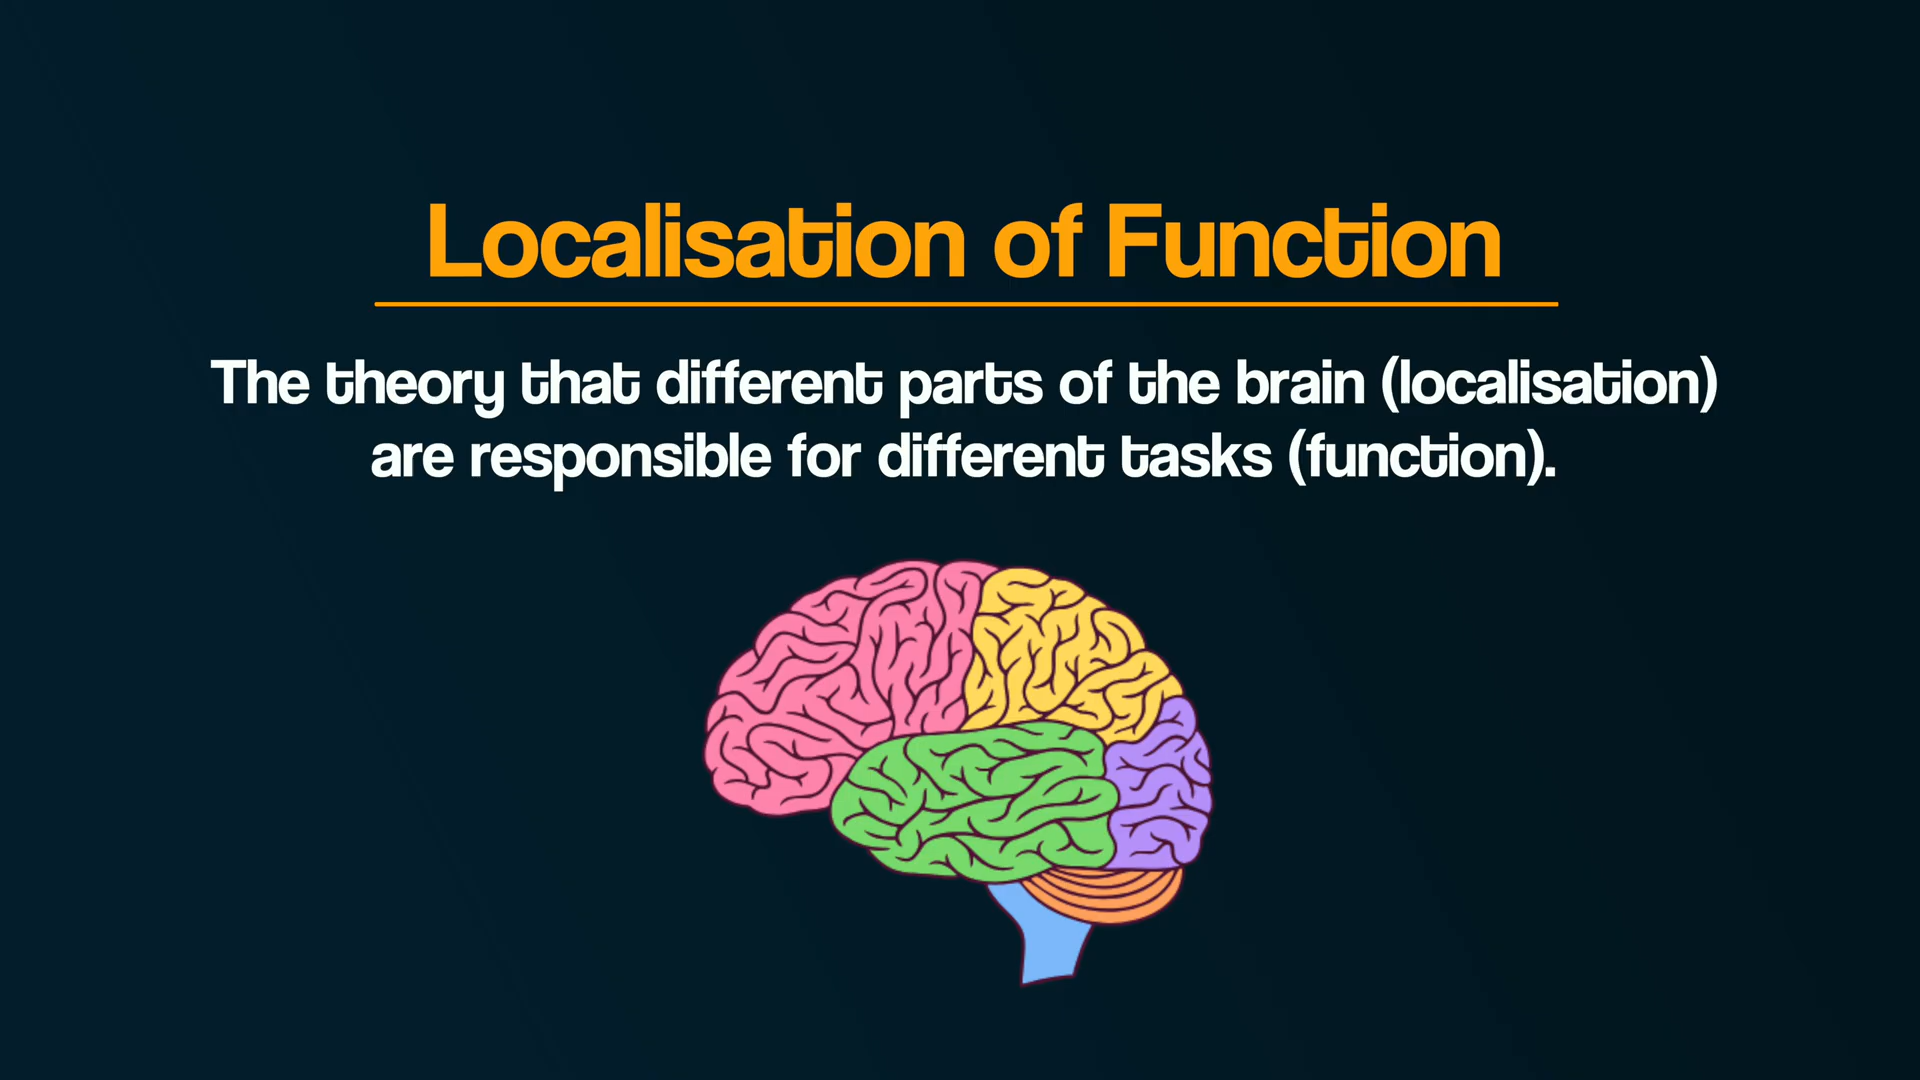 Localisation of Function
The theory that different parts of the brain (localisation)
are responsible for different tasks (function).